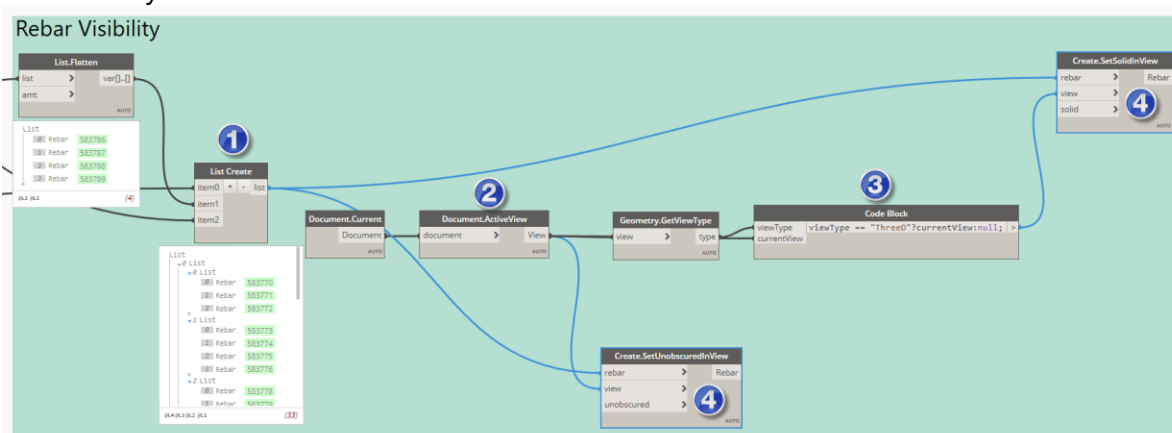 Rebar Visibility
List.Flatten
list > var[]..[]
amt >
AUTO
List
0 Rebar 583786
1 Rebar 583787
2 Rebar 583788
3 Rebar 583789
@L2 @L1 {4}
1
List Create
item0 + - list
item1
item2
List
0 List
0 List
0 Rebar 583770
1 Rebar 583771
2 Rebar 583772
1 List
0 Rebar 583773
1 Rebar 583774
2 Rebar 583775
3 Rebar 583776
2 List
0 Rebar 583778
1 Rebar 583779
@L4 @L3 @L2 @L1 {33}
Document.Current
Document
AUTO
2
Document.ActiveView
document > View
AUTO
Geometry.GetViewType
view > type
AUTO
3
Code Block
viewType viewType == "ThreeD"?currentView:null; >
currentView
Create.SetSolidInView
rebar > Rebar
view >
solid >
4
AUTO
Create.SetUnobscuredInView
rebar > Rebar
view >
unobscured >
4
AUTO